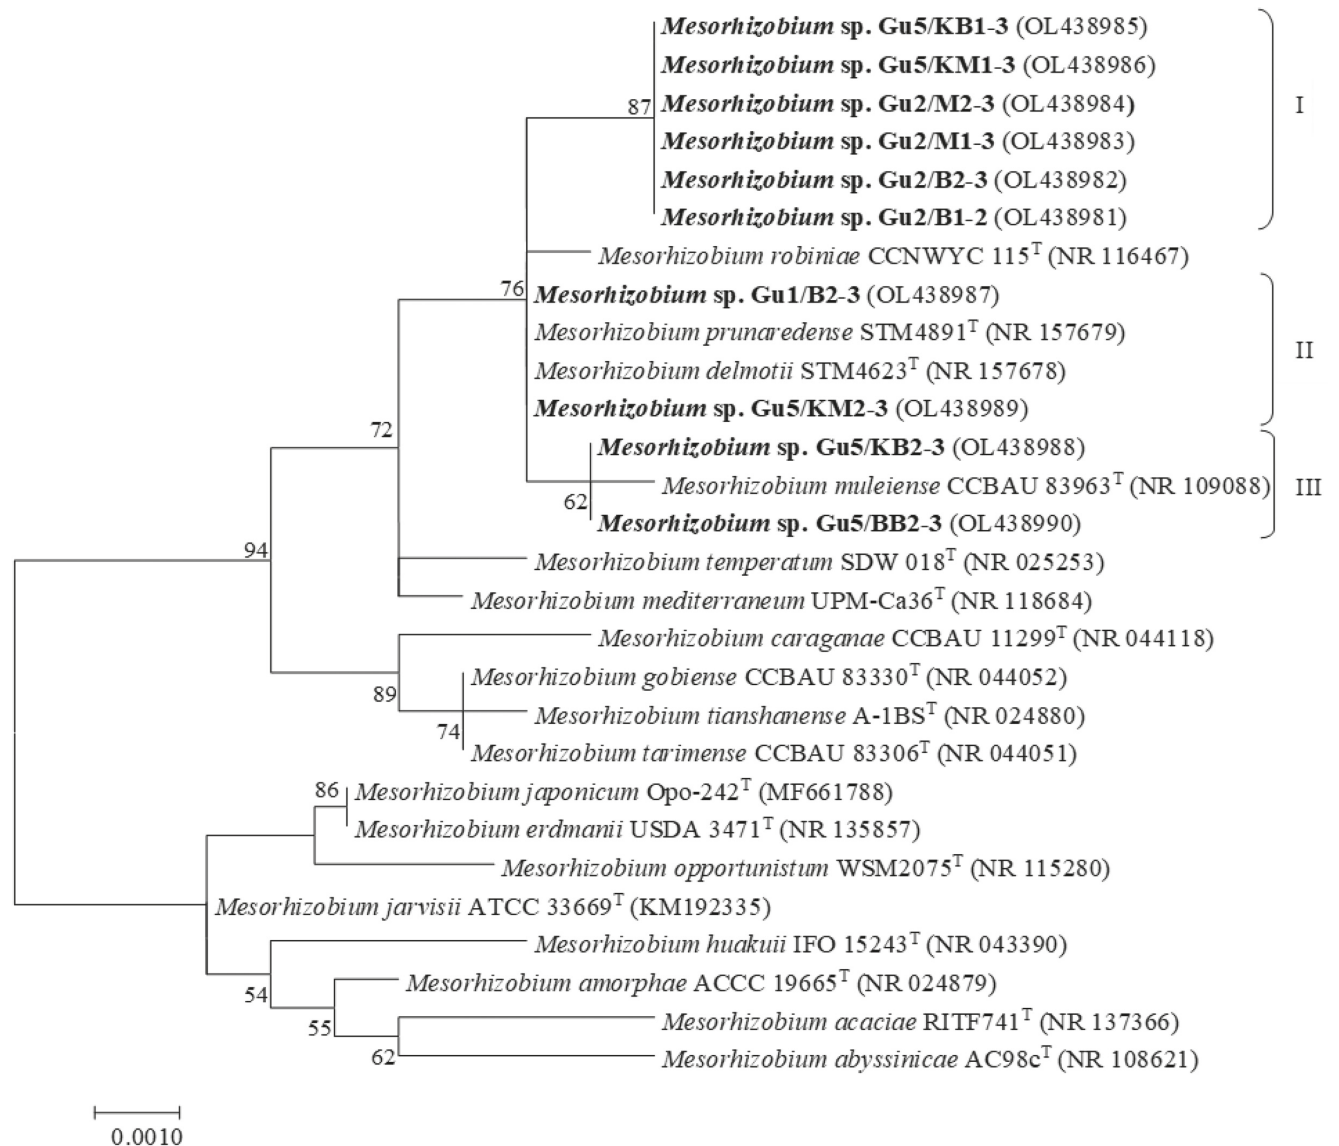 Mesorhizobium sp. Gu5/KB1-3 (OL438985)
Mesorhizobium sp. Gu5/KM1-3 (OL438986)
87 Mesorhizobium sp. Gu2/M2-3 (OL438984) I
Mesorhizobium sp. Gu2/M1-3 (OL438983)
Mesorhizobium sp. Gu2/B2-3 (OL438982)
Mesorhizobium sp. Gu2/B1-2 (OL438981)
Mesorhizobium robiniae CCNWYC 115T (NR 116467)
76 Mesorhizobium sp. Gu1/B2-3 (OL438987)
Mesorhizobium prunaredense STM4891T (NR 157679)
II
Mesorhizobium delmotii STM4623T (NR 157678)
Mesorhizobium sp. Gu5/KM2-3 (OL438989)
72
Mesorhizobium sp. Gu5/KB2-3 (OL438988)
Mesorhizobium muleiense CCBAU 83963T (NR 109088) III
62
Mesorhizobium sp. Gu5/BB2-3 (OL438990)
94
Mesorhizobium temperatum SDW 018T (NR 025253)
Mesorhizobium mediterraneum UPM-Ca36T (NR 118684)
Mesorhizobium caraganae CCBAU 11299T (NR 044118)
Mesorhizobium gobiense CCBAU 83330T (NR 044052)
89
Mesorhizobium tianshanense A-1BST (NR 024880)
74
Mesorhizobium tarimense CCBAU 83306T (NR 044051)
86 Mesorhizobium japonicum Opo-242T (MF661788)
Mesorhizobium erdmanii USDA 3471T (NR 135857)
Mesorhizobium opportunistum WSM2075T (NR 115280)
Mesorhizobium jarvisii ATCC 33669T (KM192335)
Mesorhizobium huakuii IFO 15243T (NR 043390)
Mesorhizobium amorphae ACCC 19665T (NR 024879)
54
Mesorhizobium acaciae RITF741T (NR 137366)
55
62
Mesorhizobium abyssinicae AC98cT (NR 108621)
0.0010